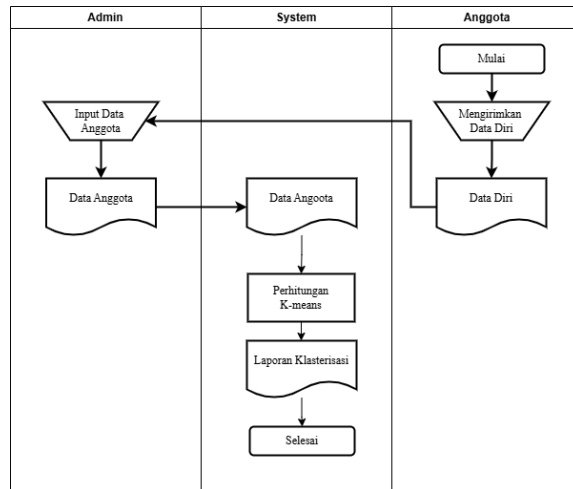 Admin
System
Anggota
Mulai
Input Data
Anggota
Mengirimkan
Data Diri
Data Anggota
Data Angoota
Data Diri
Perhitungan
K-means
Laporan Klasterisasi
Selesai